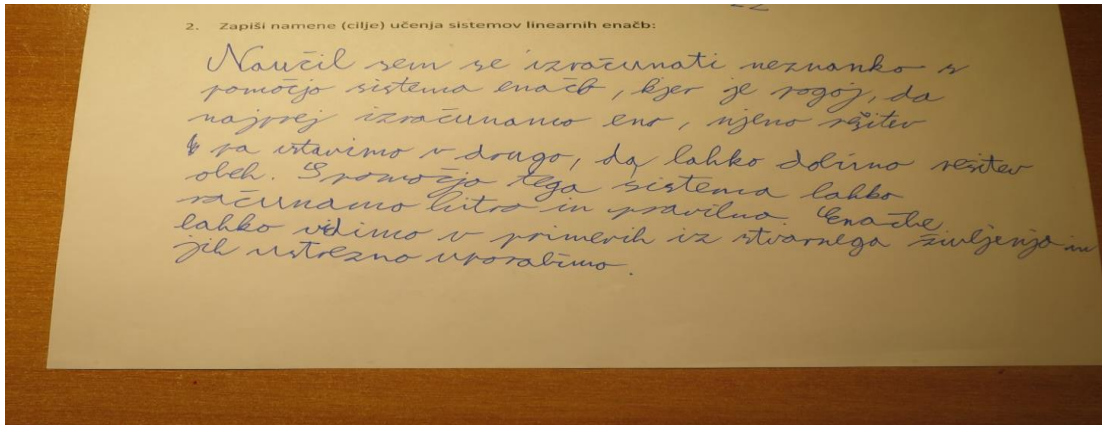 2. Zapiši namene (cilje) učenja sistemov linearnih enačb:
Naučil sem se izračunati neznanko s
pomočjo sistema enačb, kjer je pogoj, da
najprej izračunamo eno, njeno rešitev
pa vstavimo v drugo, da lahko dobimo rešitev
obeh. S pomočjo tega sistema lahko
računamo hitro in pravilno. Enačbe
lahko vidimo v primerih iz stvarnega življenja in
jih ustrezno uporabimo.